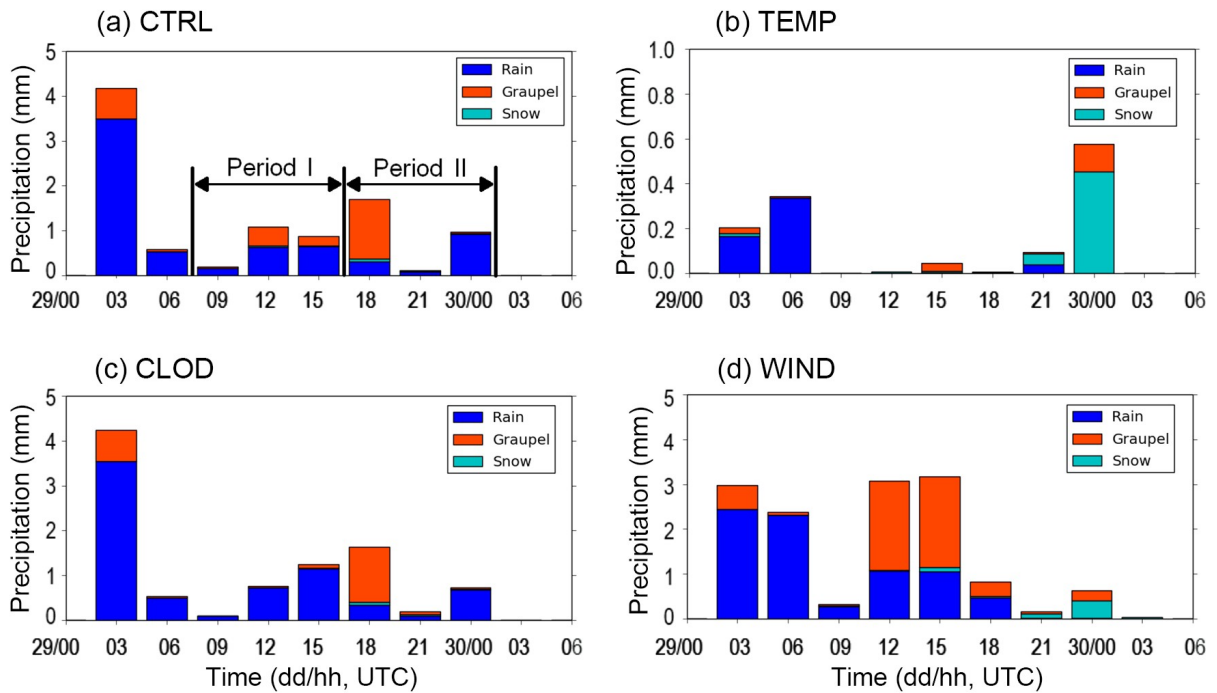 (a) CTRL
Precipitation (mm)
5
4
3
2
1
0
Rain
Graupel
Snow
Period I
Period II
29/00 03 06 09 12 15 18 21 30/00 03 06
(b) TEMP
Precipitation (mm)
1.0
0.8
0.6
0.4
0.2
0.0
Rain
Graupel
Snow
29/00 03 06 09 12 15 18 21 30/00 03 06
(c) CLOD
Precipitation (mm)
5
4
3
2
1
0
Rain
Graupel
Snow
29/00 03 06 09 12 15 18 21 30/00 03 06
Time (dd/hh, UTC)
(d) WIND
Precipitation (mm)
5
4
3
2
1
0
Rain
Graupel
Snow
29/00 03 06 09 12 15 18 21 30/00 03 06
Time (dd/hh, UTC)